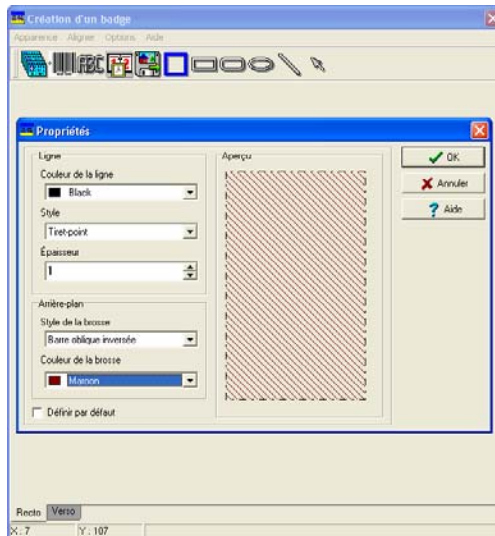 Création d'un badge
Apparence Aligner Options Aide
ABC
Propriétés
Ligne
Couleur de la ligne
Black
Style
Tiret-point
Épaisseur
1
Arrière-plan
Style de la brosse
Barre oblique inversée
Couleur de la brosse
Maroon
Définir par défaut
Aperçu
OK
Annuler
Aide
Recto Verso
X : 7 Y : 107